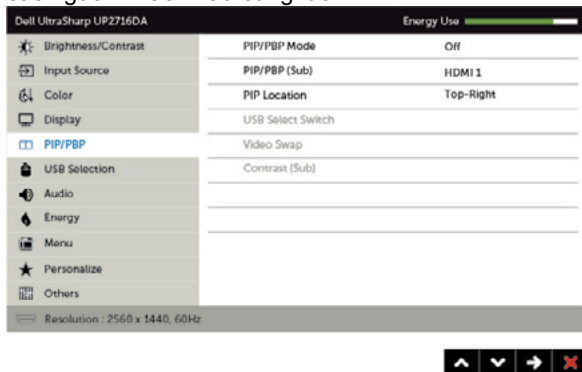 Dell UltraSharp UP2716DA Energy Use
Brightness/Contrast PIP/PBP Mode Off
Input Source PIP/PBP (Sub) HDMI 1
Color PIP Location Top-Right
Display USB Select Switch
PIP/PBP Video Swap
USB Selection Contrast (Sub)
Audio
Energy
Menu
Personalize
Others
Resolution : 2560 x 1440, 60Hz